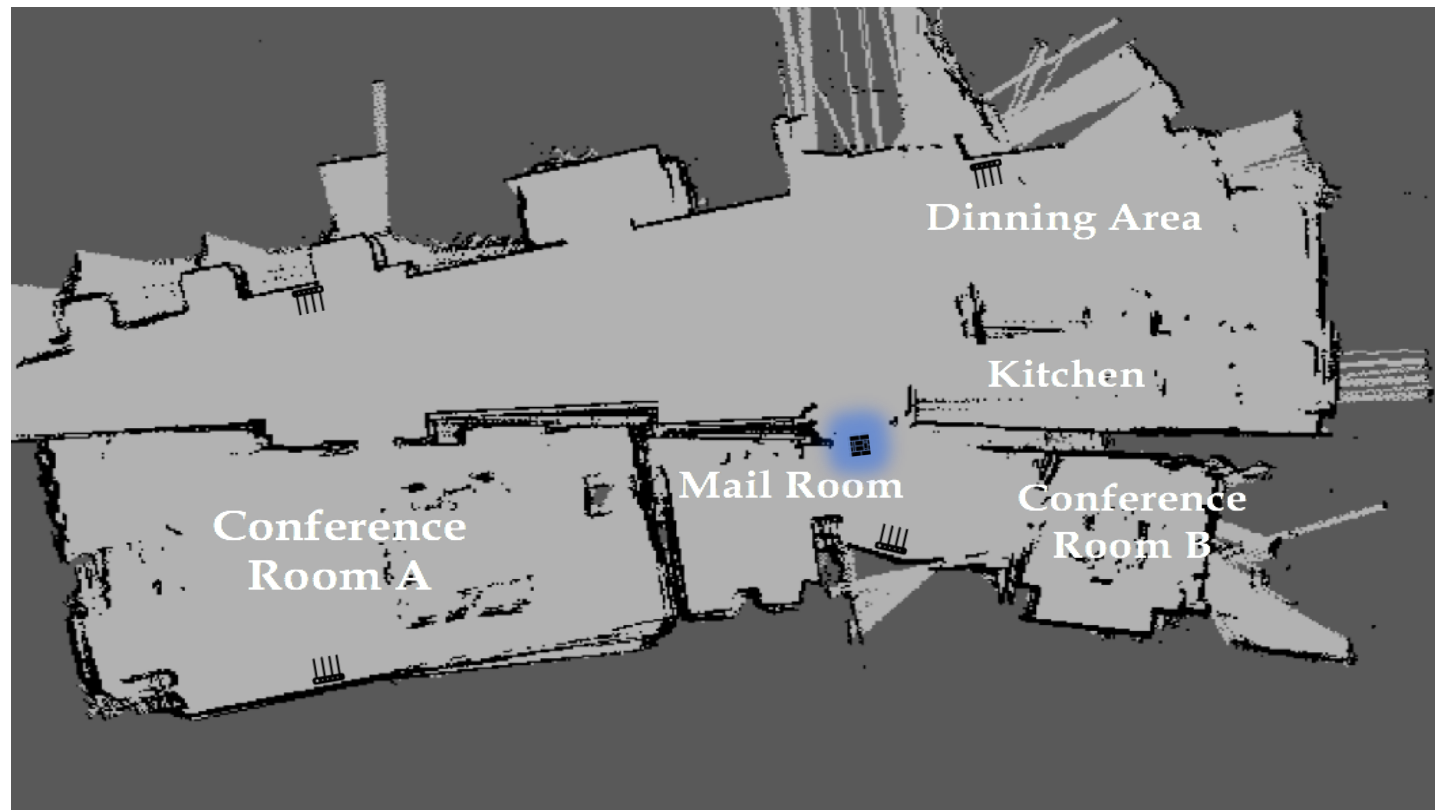 Dinning Area
Kitchen
Mail Room
Conference
Room A
Conference
Room B